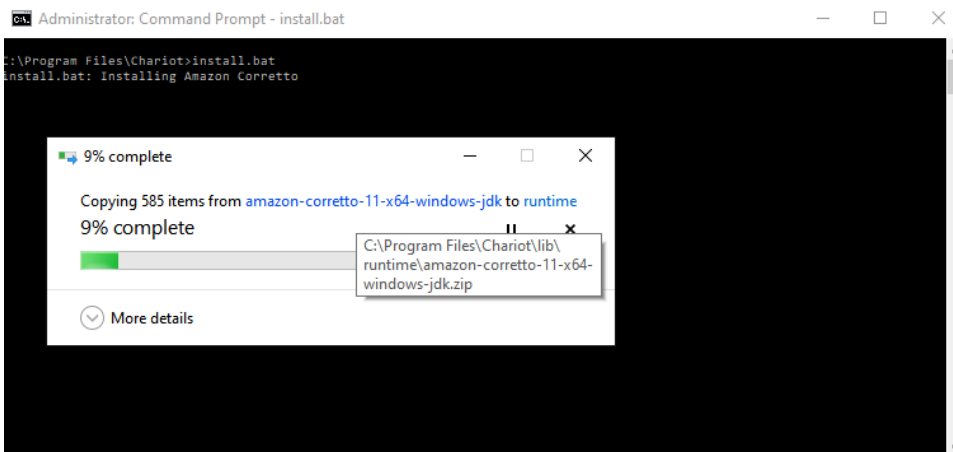 Administrator: Command Prompt - install.bat
C:\Program Files\Chariot>install.bat
install.bat: Installing Amazon Corretto
9% complete
Copying 585 items from amazon-corretto-11-x64-windows-jdk to runtime
9% complete
C:\Program Files\Chariot\lib\
runtime\amazon-corretto-11-x64-
windows-jdk.zip
More details